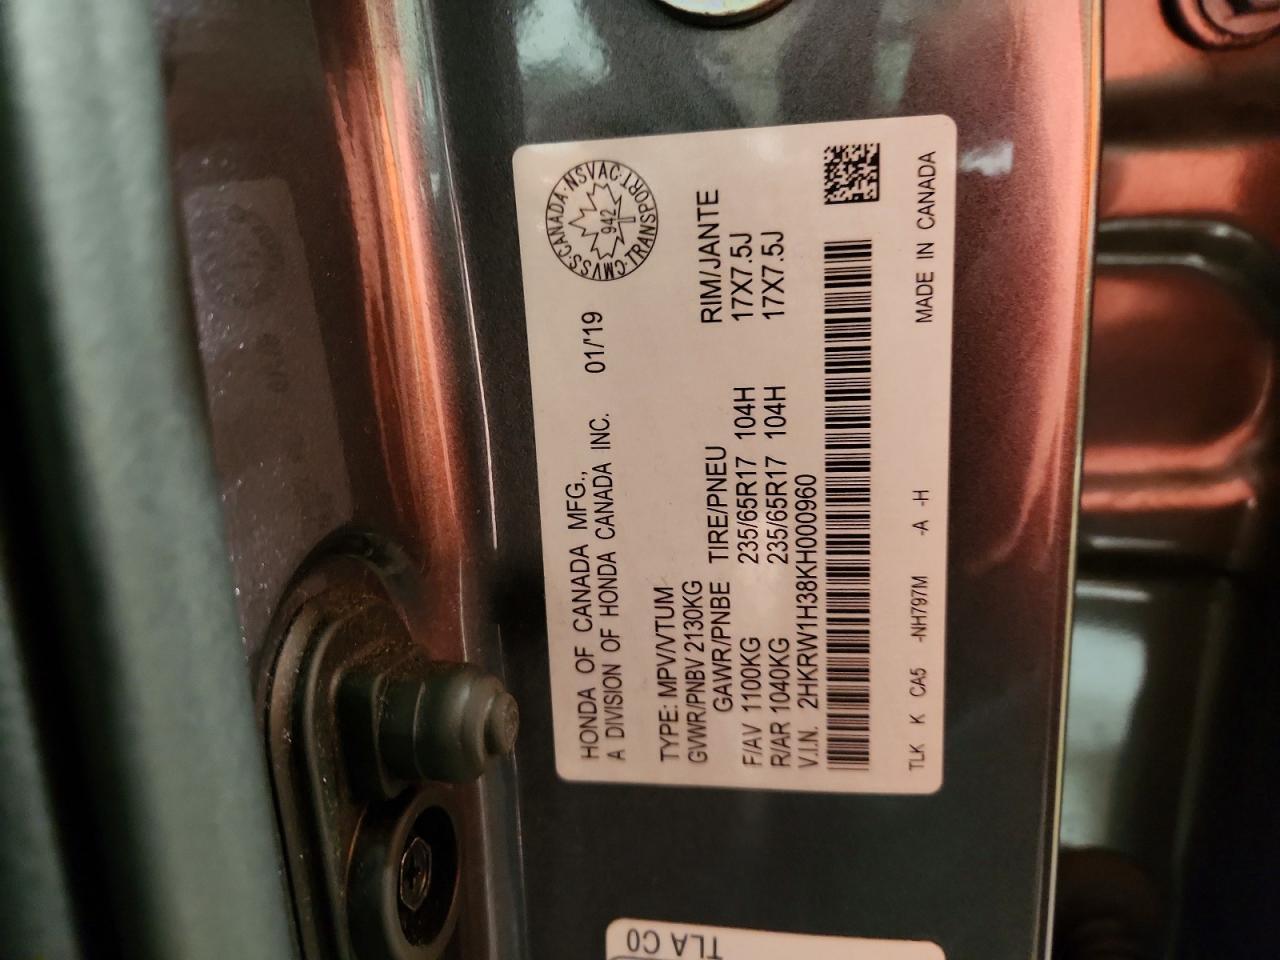 HONDA OF CANADA MFG.,
A DIVISION OF HONDA CANADA INC. 01/19
CMVSS·CANADA·NSVAC·TRANSPORT
942
TYPE: MPV/VTUM
GVWR/PNBV 2130KG
GAWR/PNBE TIRE/PNEU RIM/JANTE
F/AV 1100KG 235/65R17 104H 17X7.5J
R/AR 1040KG 235/65R17 104H 17X7.5J
V.I.N. 2HKRW1H38KH000960
TLK K CA5 -NH797M -A -H MADE IN CANADA
TLA C0